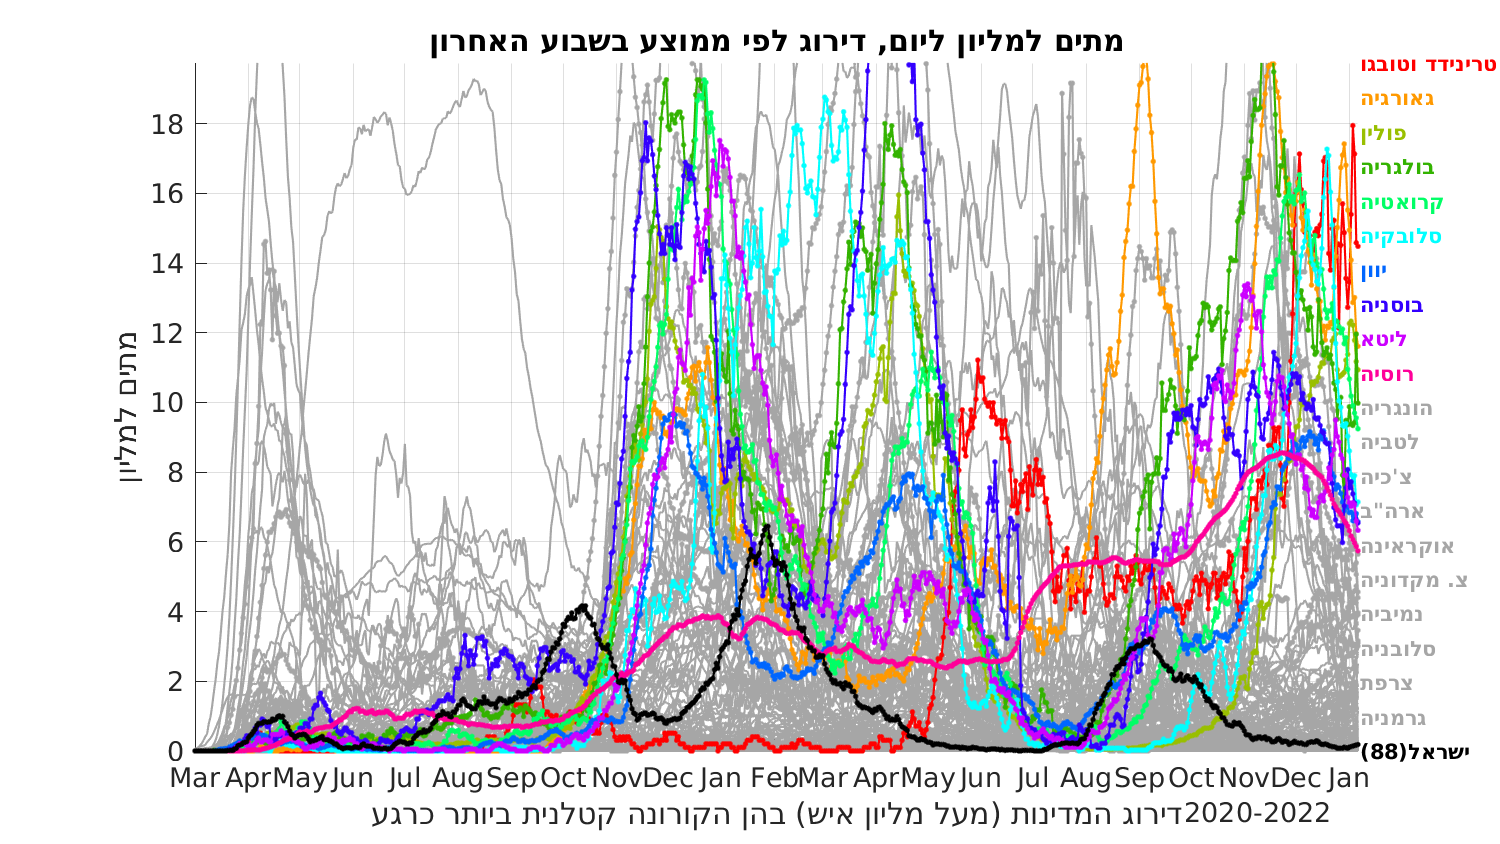 מתים למליון ליום, דירוג לפי ממוצע בשבוע האחרון
מתים למליון
18
16
14
12
10
8
6
4
2
0
Mar Apr May Jun Jul Aug Sep Oct Nov Dec Jan Feb Mar Apr May Jun Jul Aug Sep Oct Nov Dec Jan
דירוג המדינות (מעל מליון איש) בהן הקורונה קטלנית ביותר כרגע 2020-2022
טרינידד וטובגו
גאורגיה
פולין
בולגריה
קרואטיה
סלובקיה
יוון
בוסניה
ליטא
רוסיה
הונגריה
לטביה
צ'כיה
ארה"ב
אוקראינה
צ. מקדוניה
נמיביה
סלובניה
צרפת
גרמניה
ישראל(88)